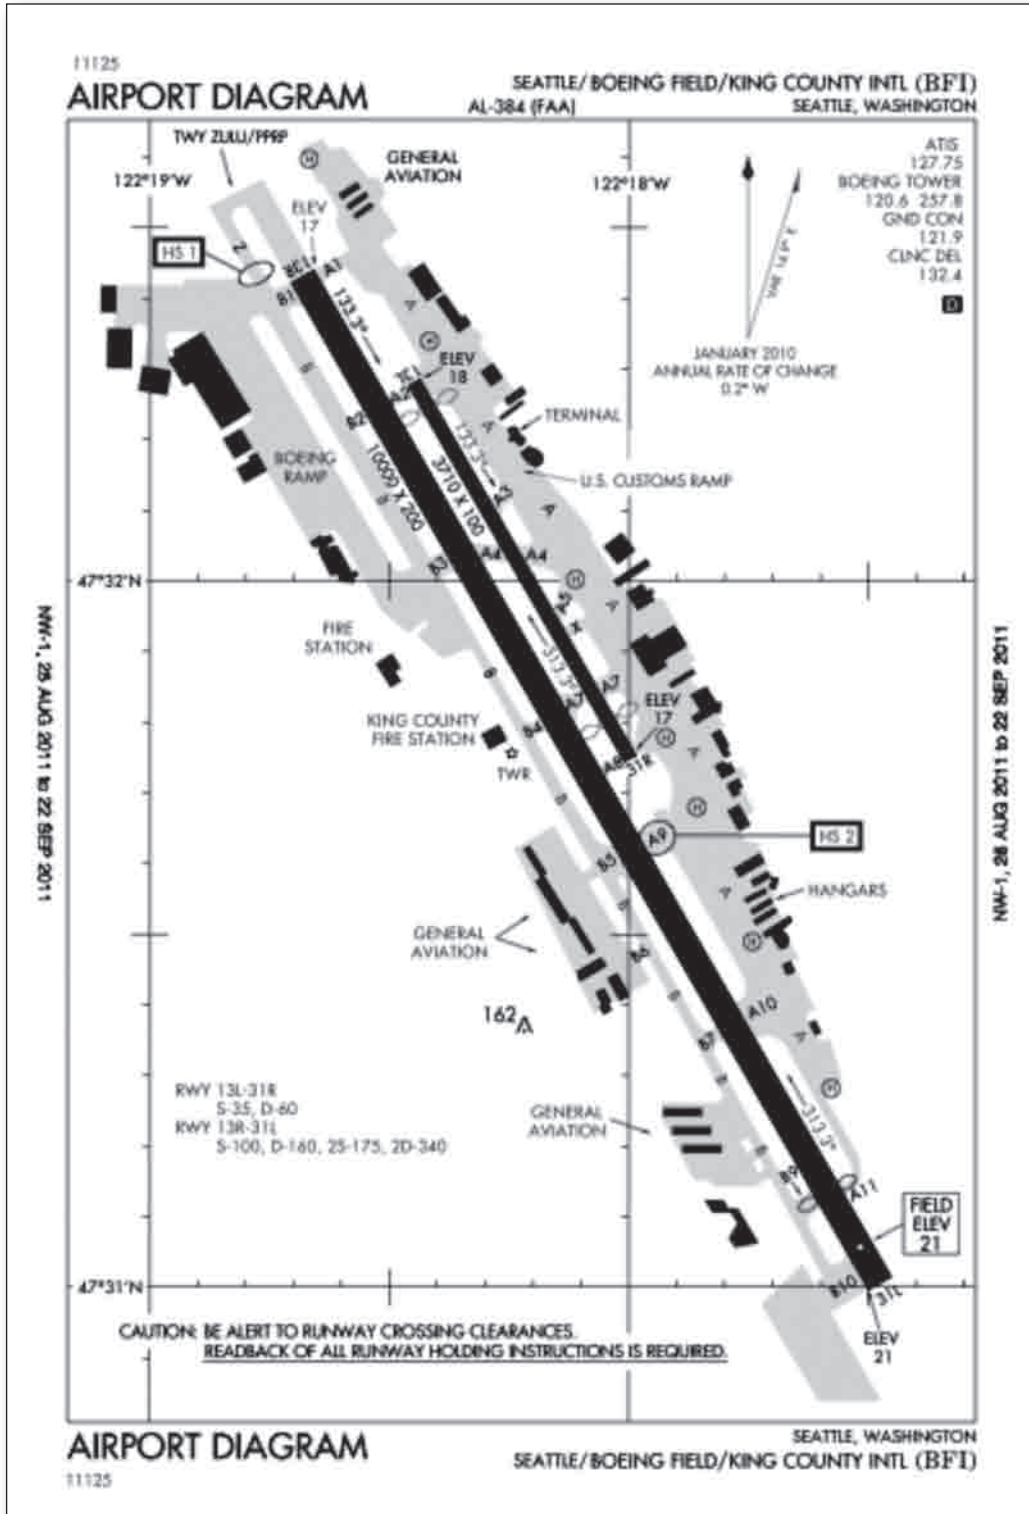 11125
AIRPORT DIAGRAM
AL-384 (FAA)
SEATTLE/BOEING FIELD/KING COUNTY INTL (BFI)
SEATTLE, WASHINGTON
TWY ZULU/PPRP
GENERAL
AVIATION
122°19'W
122°18'W
ATIS
127.75
BOEING TOWER
120.6 257.8
GND CON
121.9
CLNC DEL
132.4
D
VAR 16.9° E
JANUARY 2010
ANNUAL RATE OF CHANGE
0.2° W
ELEV
17
HS 1
Z
13R
A1
B1
133.3°
H
A
B
H
13L
ELEV
18
A2
B2
TERMINAL
A
BOEING
RAMP
10000 X 200
3710 X 100
133.3°
A3
U.S. CUSTOMS RAMP
A
B
B3
A4
A4
H
47°32'N
A5
A
FIRE
STATION
313.3°
B
A7
A7
ELEV
17
KING COUNTY
FIRE STATION
B4
TWR
A8
31R
H
A
H
B
A9
HS 2
B5
B
A
HANGARS
H
GENERAL
AVIATION
B6
B
162
A10
B7
A
B
H
RWY 13L-31R
S-35, D-60
RWY 13R-31L
S-100, D-160, 2S-175, 2D-340
GENERAL
AVIATION
313.3°
B
B9
A11
FIELD
ELEV
21
47°31'N
B10
31L
ELEV
21
CAUTION: BE ALERT TO RUNWAY CROSSING CLEARANCES.
READBACK OF ALL RUNWAY HOLDING INSTRUCTIONS IS REQUIRED.
NW-1, 25 AUG 2011 to 22 SEP 2011
NW-1, 25 AUG 2011 to 22 SEP 2011
AIRPORT DIAGRAM
11125
SEATTLE, WASHINGTON
SEATTLE/BOEING FIELD/KING COUNTY INTL (BFI)